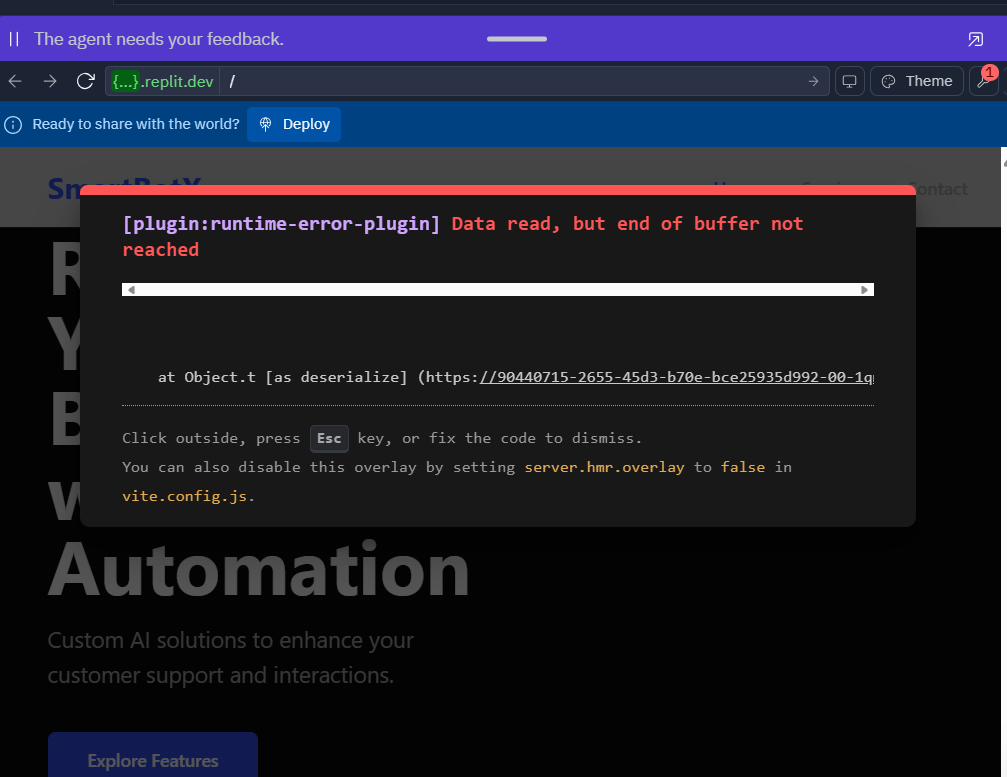 The agent needs your feedback.
{...}.replit.dev /
Theme
1
Ready to share with the world? Deploy
SmartBotX
Contact
[plugin:runtime-error-plugin] Data read, but end of buffer not
reached
at Object.t [as deserialize] (https://90440715-2655-45d3-b70e-bce25935d992-00-1q
Click outside, press Esc key, or fix the code to dismiss.
You can also disable this overlay by setting server.hmr.overlay to false in
vite.config.js.
Automation
Custom AI solutions to enhance your
customer support and interactions.
Explore Features